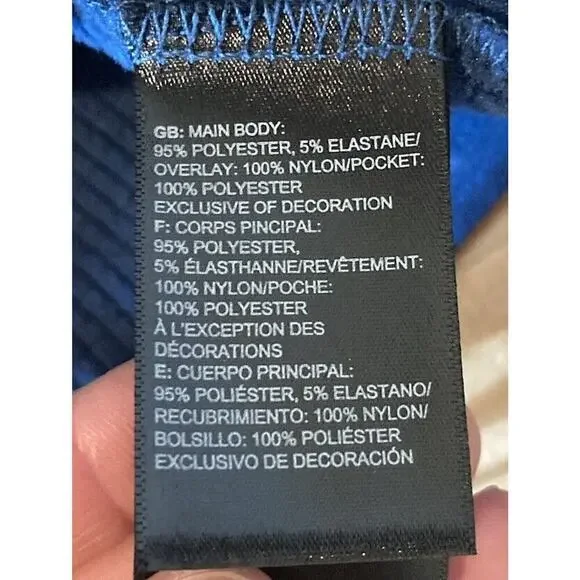 GB: MAIN BODY:
95% POLYESTER, 5% ELASTANE/
OVERLAY: 100% NYLON/POCKET:
100% POLYESTER
EXCLUSIVE OF DECORATION
F: CORPS PINCIPAL:
95% POLYESTER,
5% ÉLASTHANNE/REVÊTEMENT:
100% NYLON/POCHE:
100% POLYESTER
À L'EXCEPTION DES
DÉCORATIONS
E: CUERPO PRINCIPAL:
95% POLIÉSTER, 5% ELASTANO/
RECUBRIMIENTO: 100% NYLON/
BOLSILLO: 100% POLIÉSTER
EXCLUSIVO DE DECORACIÓN